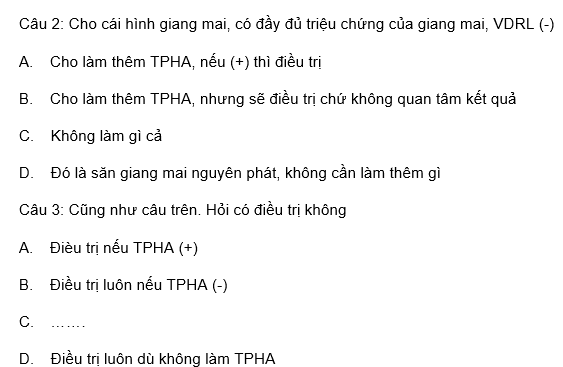 Câu 2: Cho cái hình giang mai, có đầy đủ triệu chứng của giang mai, VDRL (-)
A. Cho làm thêm TPHA, nếu (+) thì điều trị
B. Cho làm thêm TPHA, nhưng sẽ điều trị chứ không quan tâm kết quả
C. Không làm gì cả
D. Đó là săn giang mai nguyên phát, không cần làm thêm gì
Câu 3: Cũng như câu trên. Hỏi có điều trị không
A. Đièu trị nếu TPHA (+)
B. Điều trị luôn nếu TPHA (-)
C. …….
D. Điều trị luôn dù không làm TPHA